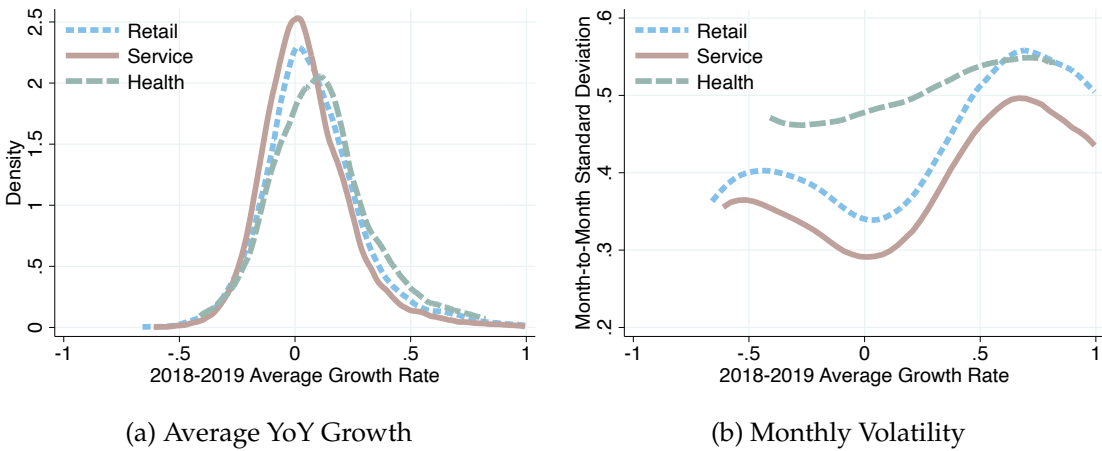 Retail
Service
Health
Density
0
.5
1
1.5
2
2.5
-1
-.5
0
.5
1
2018-2019 Average Growth Rate
(a) Average YoY Growth
Retail
Service
Health
Month-to-Month Standard Deviation
.2
.3
.4
.5
.6
-1
-.5
0
.5
1
2018-2019 Average Growth Rate
(b) Monthly Volatility